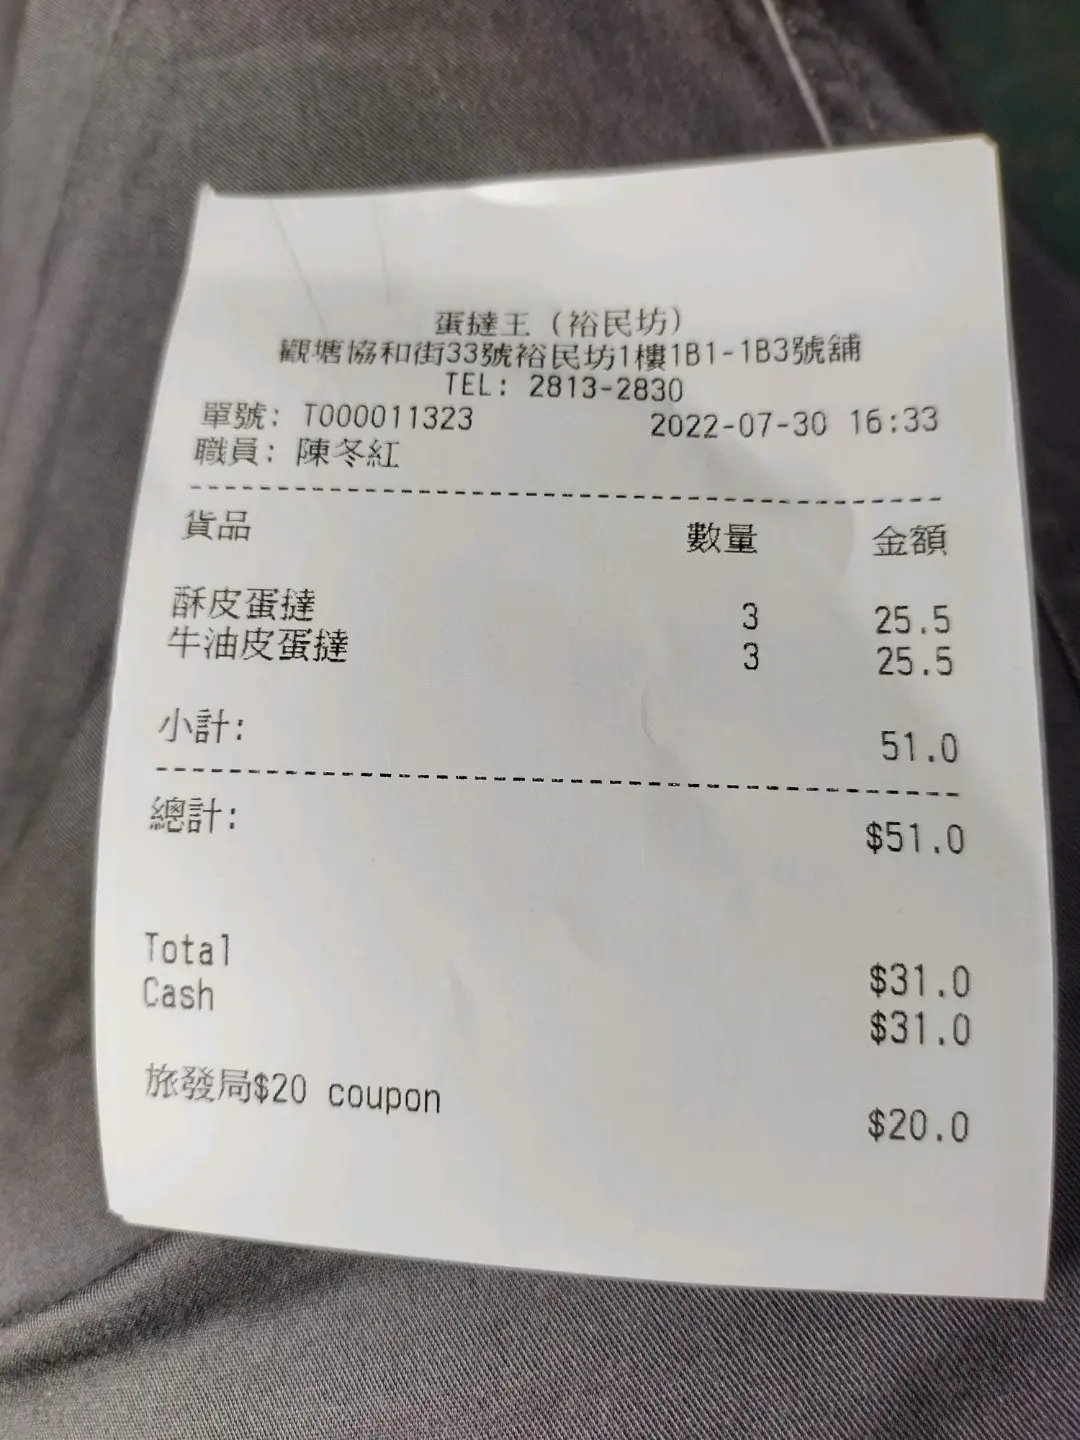 蛋撻王（裕民坊）
觀塘協和街33號裕民坊1樓1B1-1B3號舖
TEL: 2813-2830
單號: T000011323 2022-07-30 16:33
職員: 陳冬紅
貨品 數量 金額
酥皮蛋撻 3 25.5
牛油皮蛋撻 3 25.5
小計: 51.0
總計: $51.0
Total $31.0
Cash $31.0
旅發局$20 coupon $20.0